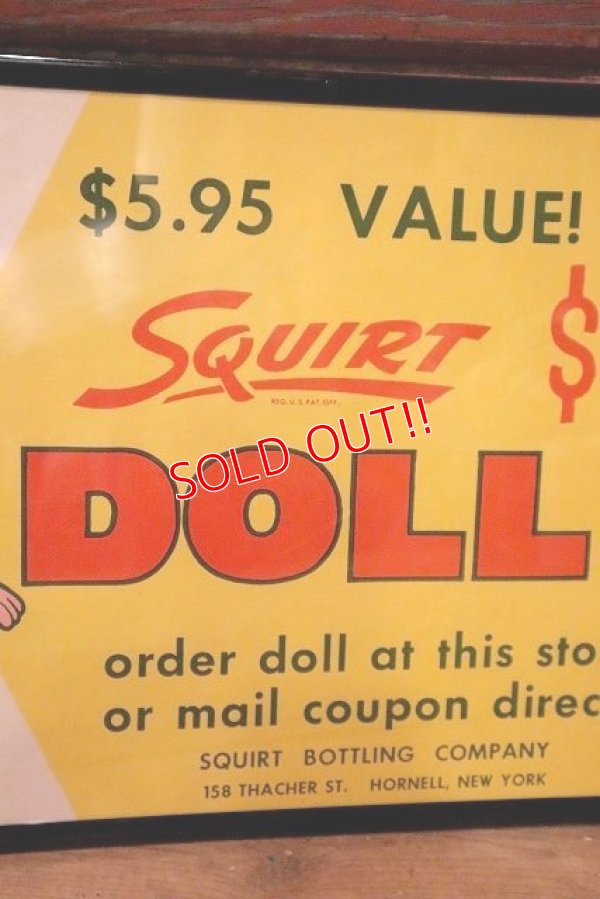 $5.95 VALUE!
SQUIRT $
REG. U.S. PAT. OFF.
SOLD OUT!!
DOLL
order doll at this sto
or mail coupon direc
SQUIRT BOTTLING COMPANY
158 THACHER ST. HORNELL, NEW YORK